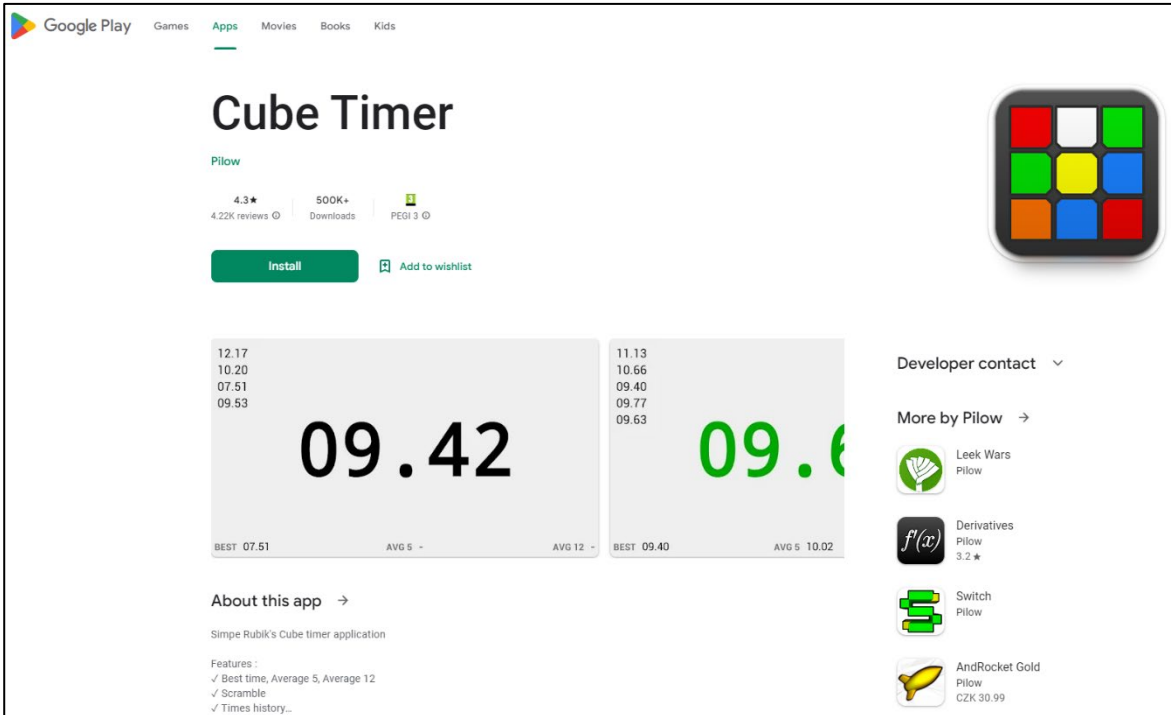 Google Play Games Apps Movies Books Kids
Cube Timer
Pilow
4.3★ 500K+ 3
4.22K reviews Downloads PEGI 3
Install Add to wishlist
12.17
10.20
07.51
09.53
09.42
BEST 07.51 AVG 5 - AVG 12 -
11.13
10.66
09.40
09.77
09.63
09.6
BEST 09.40 AVG 5 10.02
About this app →
Simpe Rubik's Cube timer application
Features :
✓ Best time, Average 5, Average 12
✓ Scramble
✓ Times history...
Developer contact
More by Pilow →
Leek Wars
Pilow
f'(x)
Derivatives
Pilow
3.2 ★
Switch
Pilow
AndRocket Gold
Pilow
CZK 30.99